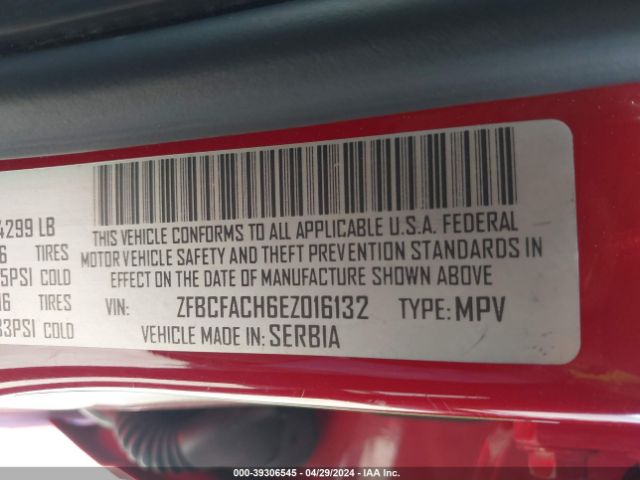 4299 LB
6 TIRES
5PSI COLD
16 TIRES
33PSI COLD
THIS VEHICLE CONFORMS TO ALL APPLICABLE U.S.A. FEDERAL
MOTOR VEHICLE SAFETY AND THEFT PREVENTION STANDARDS IN
EFFECT ON THE DATE OF MANUFACTURE SHOWN ABOVE.
VIN: ZFBCFACH6EZ016132 TYPE: MPV
VEHICLE MADE IN: SERBIA
000-39306545 - 04/29/2024 - IAA Inc.